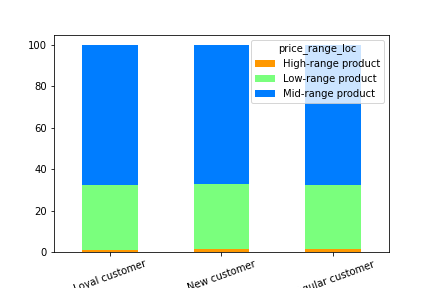 100
80
60
40
20
0
price_range_loc
High-range product
Low-range product
Mid-range product
Loyal customer
New customer
gular customer